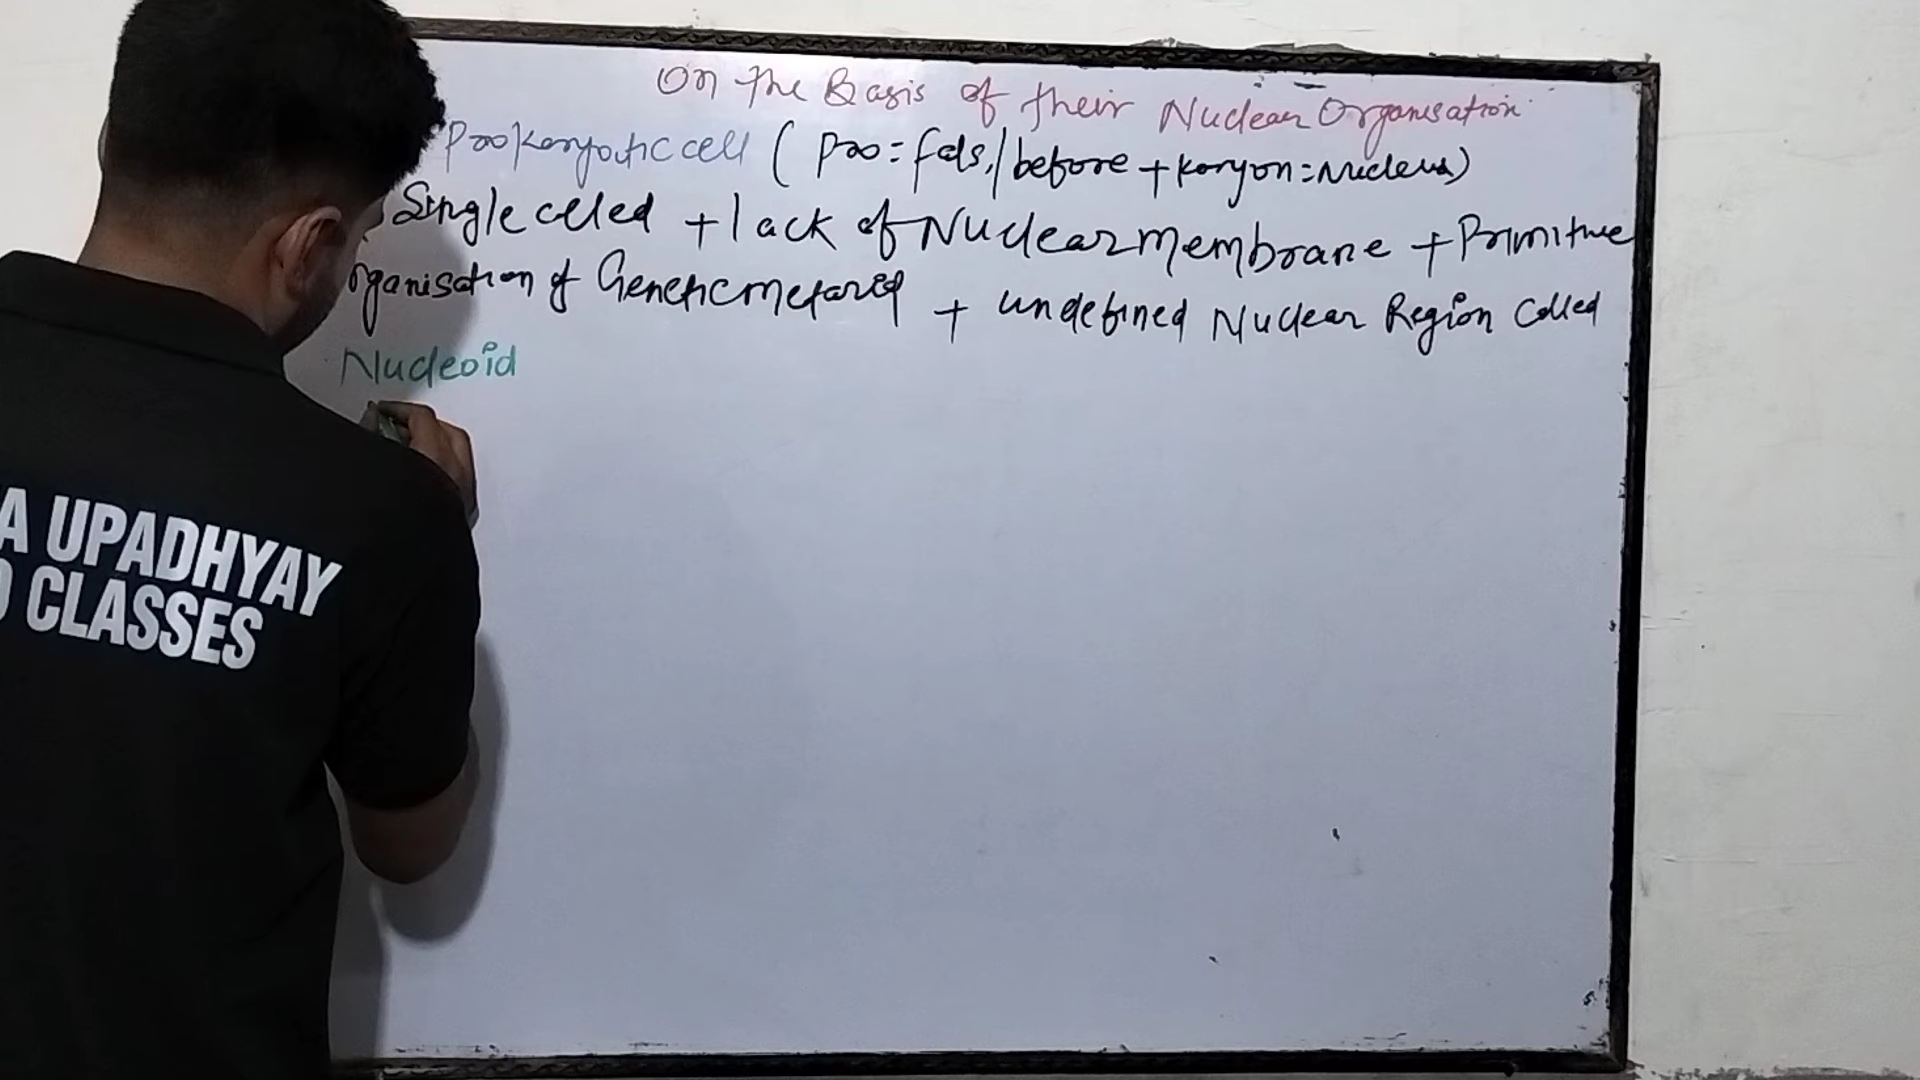 On the Basis of their Nuclear Organisation
Prokaryotic cell ( Pro = fals / before + karyon = Nucleus )
Single celled + lack of Nuclear membrane + Primitive
organisation of Genetic Material + undefined Nuclear Region Called
Nucleoid
A UPADHYAY
CLASSES